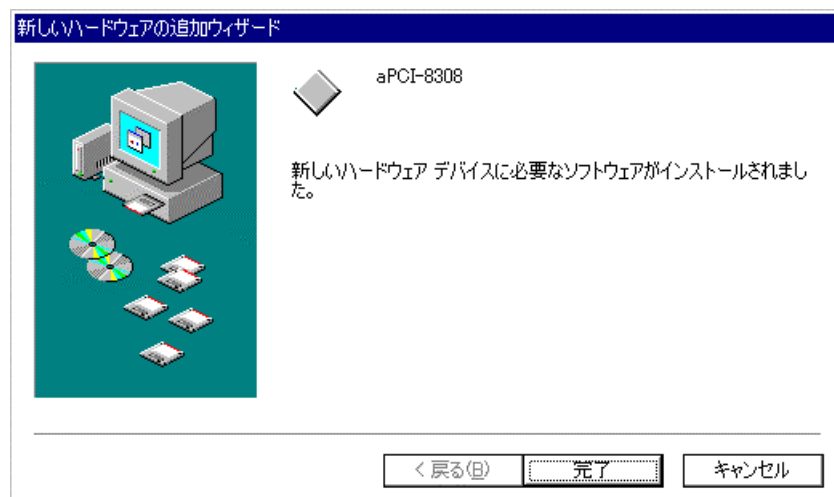 新しいハードウェアの追加ウィザード
aPCI-8308
新しいハードウェア デバイスに必要なソフトウェアがインストールされまし
た。
< 戻る(B)
完了
キャンセル